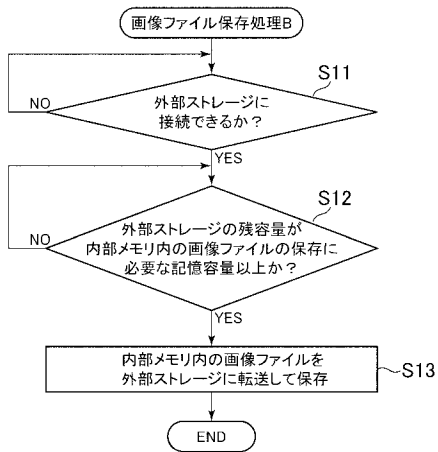 画像ファイル保存処理B
S11
外部ストレージに
接続できるか？
NO
YES
S12
外部ストレージの残容量が
内部メモリ内の画像ファイルの保存に
必要な記憶容量以上か？
NO
YES
内部メモリ内の画像ファイルを
外部ストレージに転送して保存
S13
END